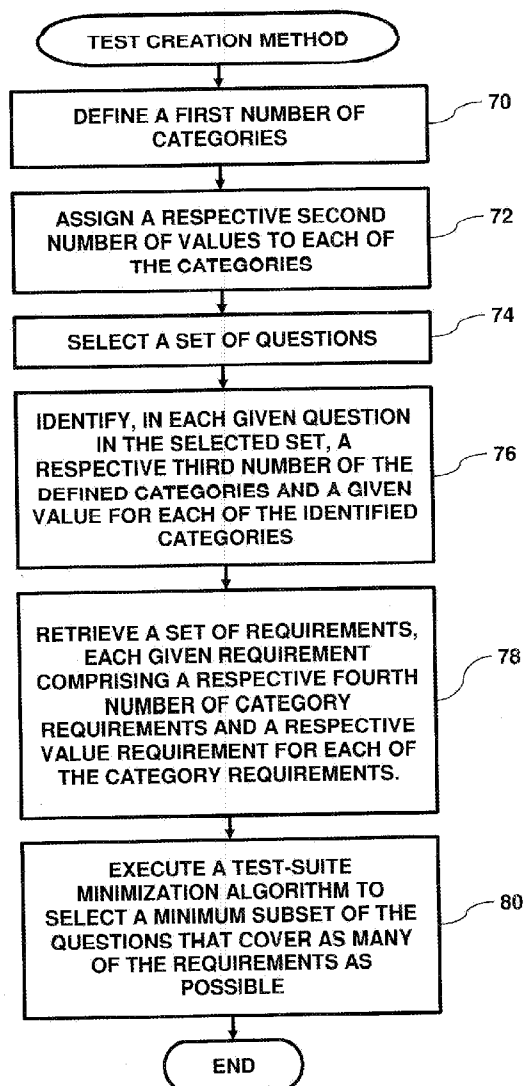 TEST CREATION METHOD
DEFINE A FIRST NUMBER OF
CATEGORIES
70
ASSIGN A RESPECTIVE SECOND
NUMBER OF VALUES TO EACH OF
THE CATEGORIES
72
SELECT A SET OF QUESTIONS
74
IDENTIFY, IN EACH GIVEN QUESTION
IN THE SELECTED SET, A
RESPECTIVE THIRD NUMBER OF THE
DEFINED CATEGORIES AND A GIVEN
VALUE FOR EACH OF THE IDENTIFIED
CATEGORIES
76
RETRIEVE A SET OF REQUIREMENTS,
EACH GIVEN REQUIREMENT
COMPRISING A RESPECTIVE FOURTH
NUMBER OF CATEGORY
REQUIREMENTS AND A RESPECTIVE
VALUE REQUIREMENT FOR EACH OF
THE CATEGORY REQUIREMENTS.
78
EXECUTE A TEST-SUITE
MINIMIZATION ALGORITHM TO
SELECT A MINIMUM SUBSET OF THE
QUESTIONS THAT COVER AS MANY
OF THE REQUIREMENTS AS
POSSIBLE
80
END